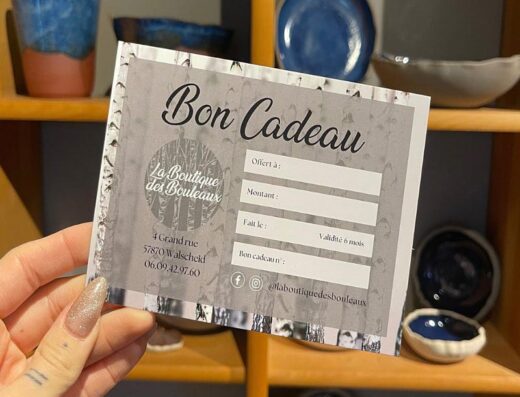 Bon Cadeau
La Boutique
des Bouleaux
4 Grand rue
57870 Walscheid
06.09.42.97.60
Offert à :
Montant :
Fait le : Validité 6 mois
Bon cadeau n° :
@laboutiquedesbouleaux